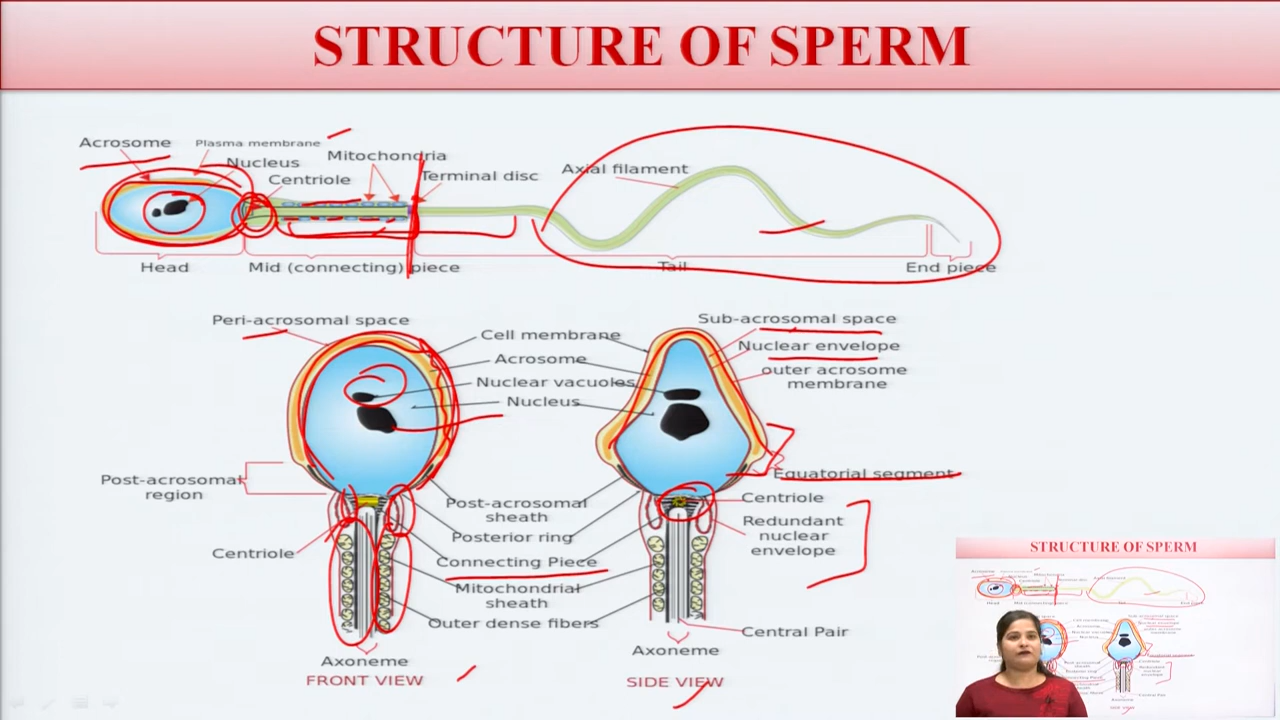 STRUCTURE OF SPERM
Acrosome
Plasma membrane
Nucleus
Mitochondria
Centriole
Terminal disc
Axial filament
Head
Mid (connecting) piece
Tail
End piece
Peri-acrosomal space
Cell membrane
Acrosome
Nuclear vacuoles
Nucleus
Sub-acrosomal space
Nuclear envelope
outer acrosome
membrane
Post-acrosomal
region
Equatorial segment
Post-acrosomal
sheath
Centriole
Posterior ring
Redundant
nuclear
envelope
Centriole
Connecting Piece
Mitochondrial
sheath
Outer dense fibers
Central Pair
Axoneme
FRONT VIEW
Axoneme
SIDE VIEW
STRUCTURE OF SPERM